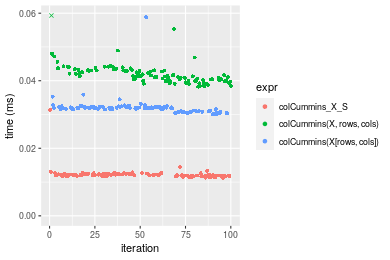 0.06
0.04
0.02
0.00
time (ms)
0
25
50
75
100
iteration
expr
colCummins_X_S
colCummins(X, rows, cols)
colCummins(X[rows, cols])